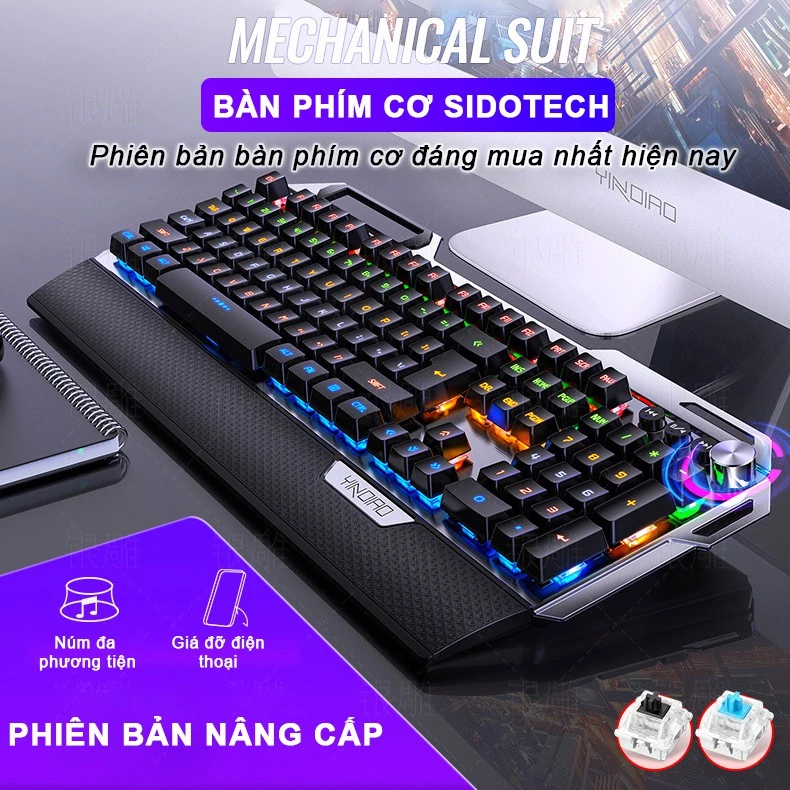 MECHANICAL SUIT
BÀN PHÍM CƠ SIDOTECH
Phiên bản bàn phím cơ đáng mua nhất hiện nay
YINDIAO
YINDIAO
Núm đa
phương tiện
Giá đỡ điện
thoại
PHIÊN BẢN NÂNG CẤP